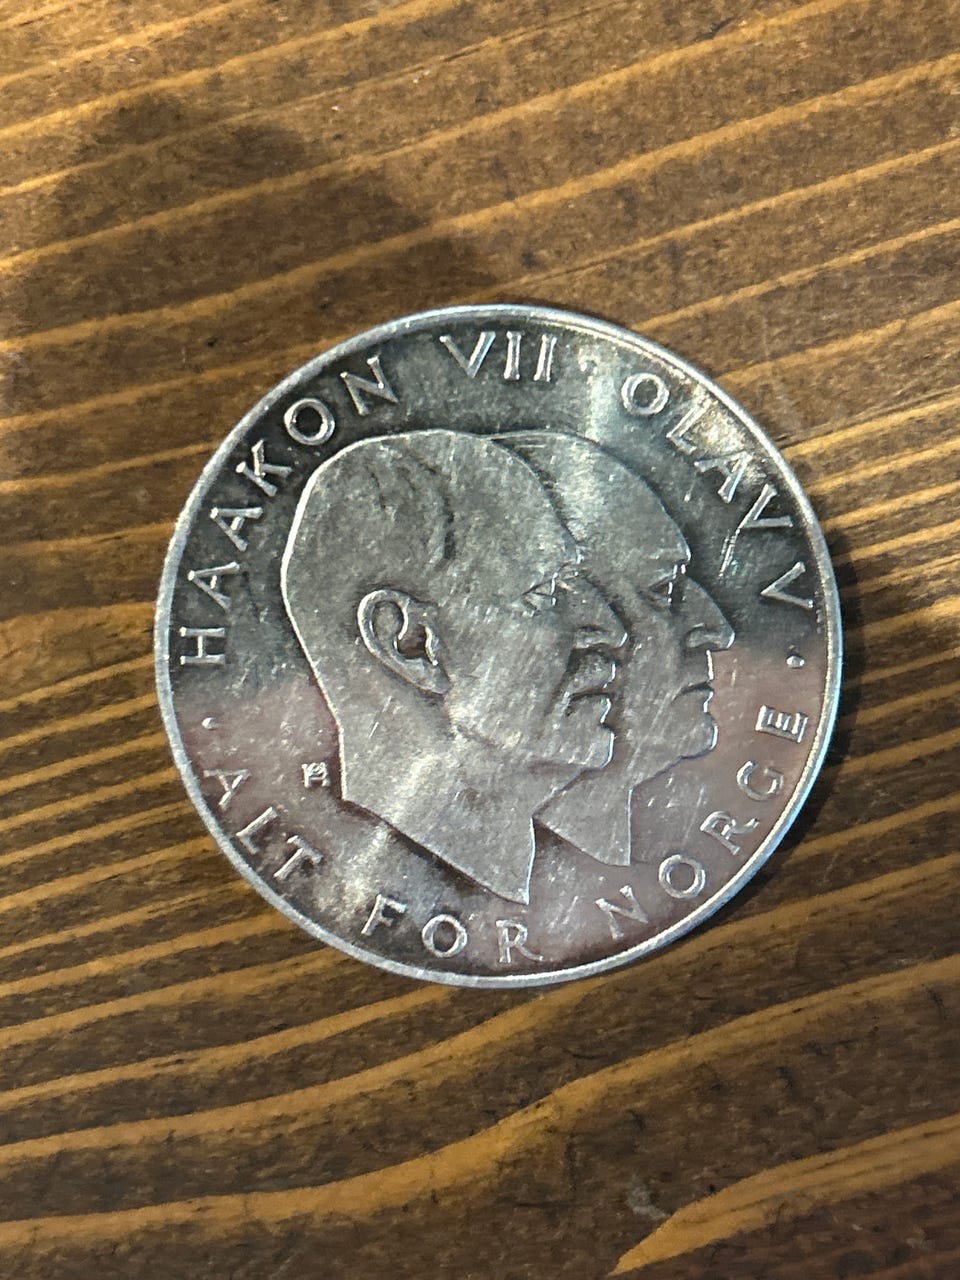 HAAKON VII · OLAV V ·
· ALT FOR NORGE